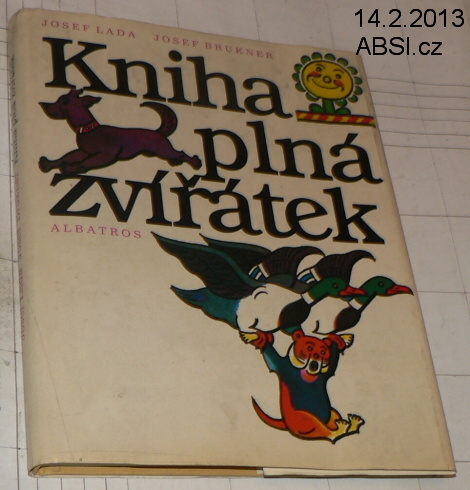 14.2.2013
ABSI.cz
JOSEF LADA JOSEF BRUKNER
Kniha
plná
zvířátek
ALBATROS